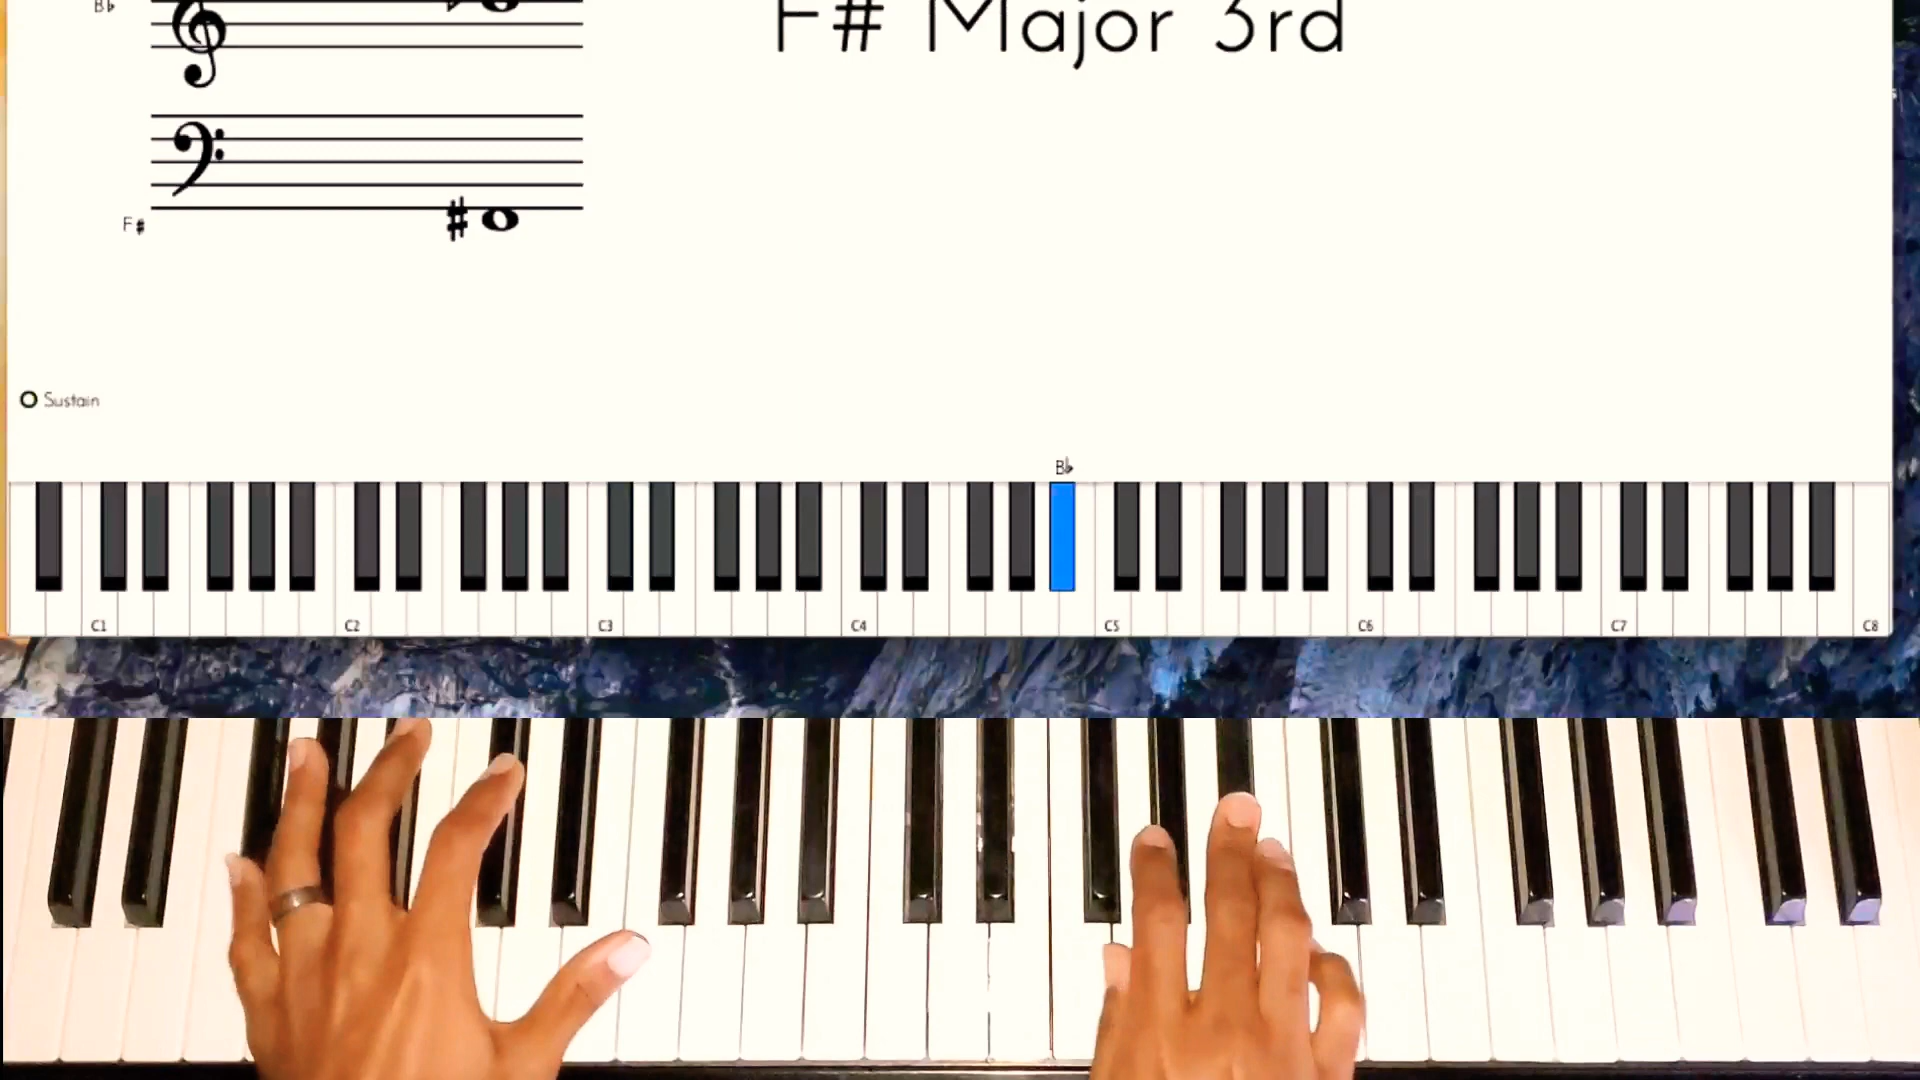 B♭
F# Major 3rd
F#
Sustain
B♭
C1 C2 C3 C4 C5 C6 C7 C8